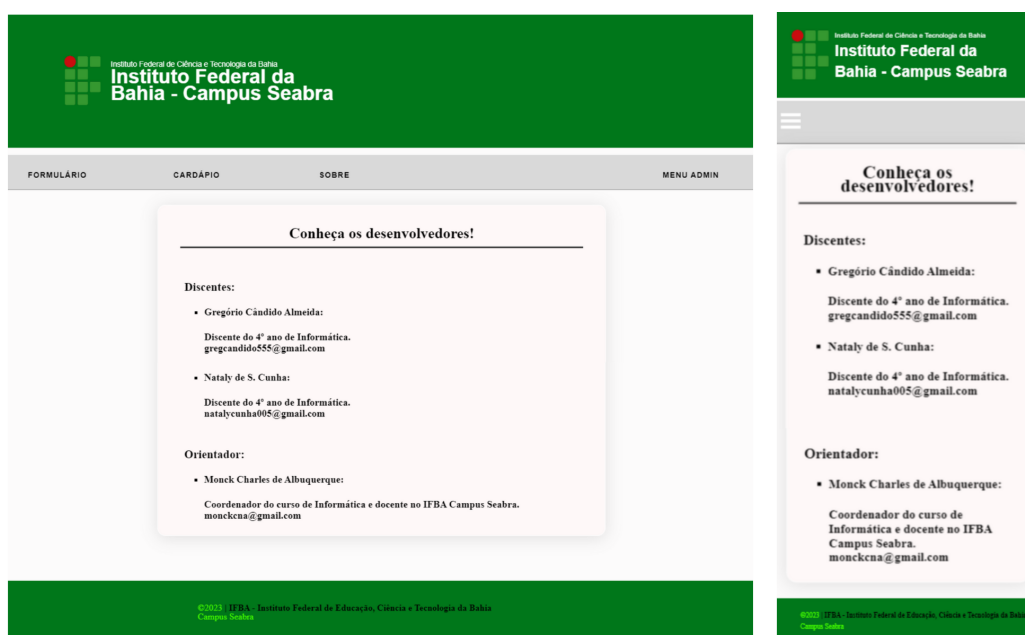 Instituto Federal de Ciência e Tecnologia da Bahia
Instituto Federal da
Bahia - Campus Seabra
FORMULÁRIO CARDÁPIO SOBRE MENU ADMIN
Conheça os desenvolvedores!
Discentes:
Gregório Cândido Almeida:
Discente do 4º ano de Informática.
gregcandido555@gmail.com
Nataly de S. Cunha:
Discente do 4º ano de Informática.
natalycunha005@gmail.com
Orientador:
Monck Charles de Albuquerque:
Coordenador do curso de Informática e docente no IFBA Campus Seabra.
monckcna@gmail.com
©2023 | IFBA - Instituto Federal de Educação, Ciência e Tecnologia da Bahia
Campus Seabra
Instituto Federal de Ciência e Tecnologia da Bahia
Instituto Federal da
Bahia - Campus Seabra
Conheça os
desenvolvedores!
Discentes:
Gregório Cândido Almeida:
Discente do 4º ano de Informática.
gregcandido555@gmail.com
Nataly de S. Cunha:
Discente do 4º ano de Informática.
natalycunha005@gmail.com
Orientador:
Monck Charles de Albuquerque:
Coordenador do curso de
Informática e docente no IFBA
Campus Seabra.
monckcna@gmail.com
©2023 | IFBA - Instituto Federal de Educação, Ciência e Tecnologia da Bahia
Campus Seabra